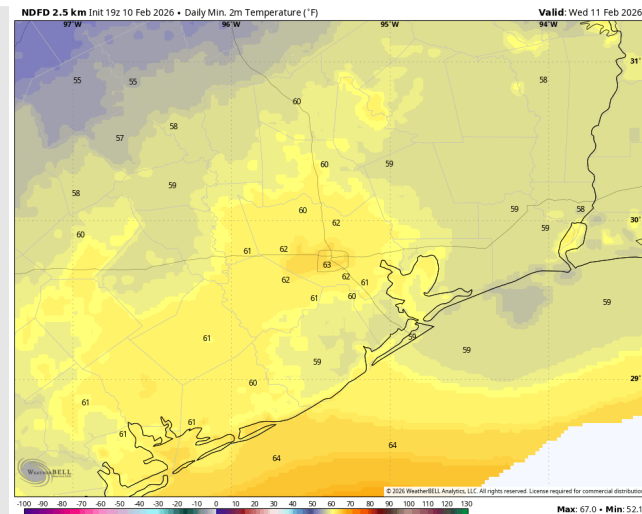 NDFD 2.5 km Init 19z 10 Feb 2026 • Daily Min. 2m Temperature (°F)
Valid: Wed 11 Feb 2026
97°W 96°W 95°W 94°W
31°
55 55 58
60
58
57
60 59
59
58
60 59 58
62 30°
60 59
61 62
63
62 62 61
61 60 59
59
61 59
59
29°
60
61
61 61
64
64
WEATHERBELL
© 2026 WeatherBELL Analytics, LLC. All rights reserved. License required for commercial distribution
-100 -90 -80 -70 -60 -50 -40 -30 -20 -10 0 10 20 30 40 50 60 70 80 90 100 110 120 130
Max: 67.0 • Min: 52.1